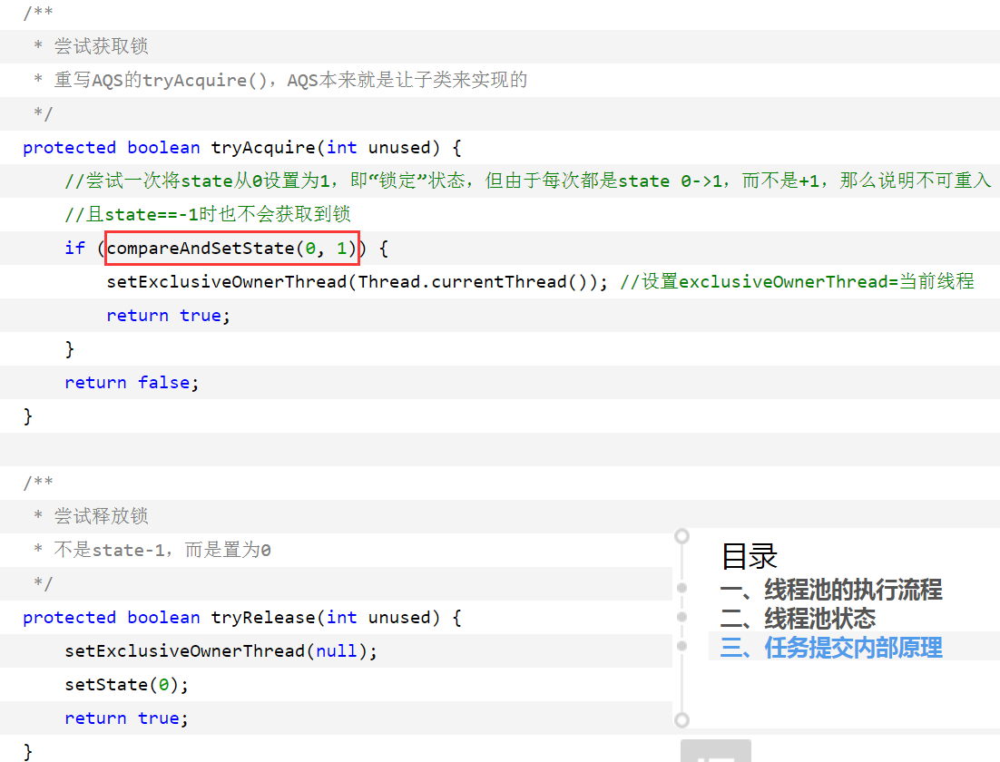 /**
 * 尝试获取锁
 * 重写AQS的tryAcquire()，AQS本来就是让子类来实现的
 */
protected boolean tryAcquire(int unused) {
    //尝试一次将state从0设置为1，即“锁定”状态，但由于每次都是state 0->1，而不是+1，那么说明不可重入
    //且state==-1时也不会获取到锁
    if (compareAndSetState(0, 1)) {
        setExclusiveOwnerThread(Thread.currentThread()); //设置exclusiveOwnerThread=当前线程
        return true;
    }
    return false;
}
/**
 * 尝试释放锁
 * 不是state-1，而是置为0
 */
protected boolean tryRelease(int unused) {
    setExclusiveOwnerThread(null);
    setState(0);
    return true;
}
目录
一、线程池的执行流程
二、线程池状态
三、任务提交内部原理